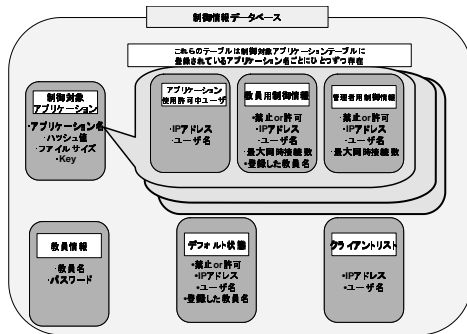 制御情報データベース
これらのテーブルは制御対象アプリケーションテーブルに
登録されているアプリケーション名ごとにひとつずつ存在
制御対象
アプリケーション
・アプリケーション名
・ハッシュ値
・ファイルサイズ
・Key
アプリケーション
使用許可中ユーザ
・IPアドレス
・ユーザ名
教員用制御情報
・禁止or許可
・IPアドレス
・ユーザ名
・最大同時接続数
・登録した教員名
管理者用制御情報
・禁止or許可
・IPアドレス
・ユーザ名
・最大同時接続数
教員情報
・教員名
・パスワード
デフォルト状態
・禁止or許可
・IPアドレス
・ユーザ名
・登録した教員名
クライアントリスト
・IPアドレス
・ユーザ名